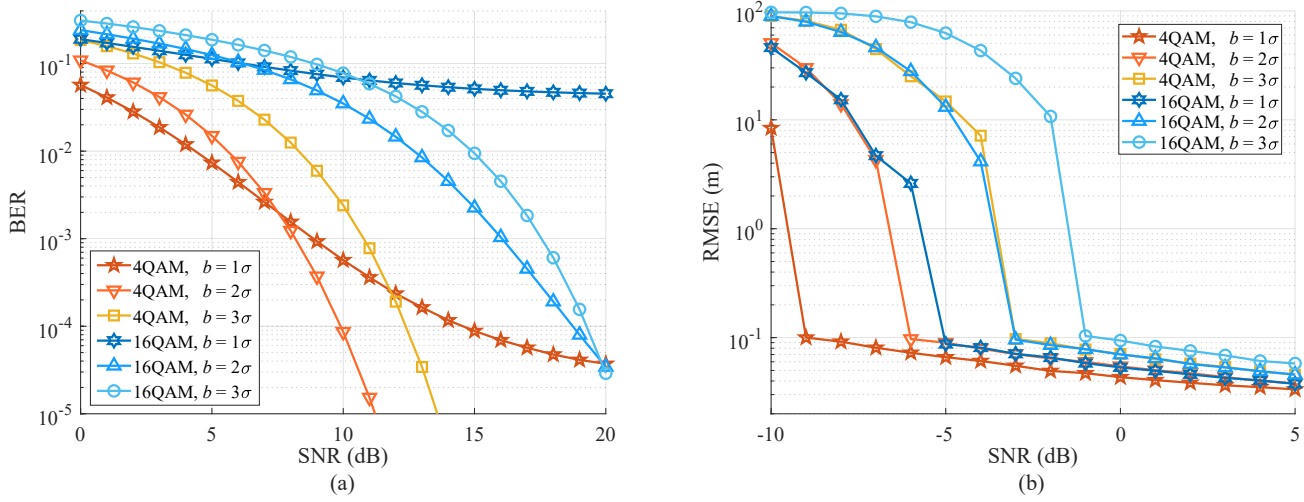 BER
10^-1
10^-2
10^-3
10^-4
10^-5
4QAM, b = 1σ
4QAM, b = 2σ
4QAM, b = 3σ
16QAM, b = 1σ
16QAM, b = 2σ
16QAM, b = 3σ
0 5 10 15 20
SNR (dB)
(a)
RMSE (m)
10^2
10^1
10^0
10^-1
4QAM, b = 1σ
4QAM, b = 2σ
4QAM, b = 3σ
16QAM, b = 1σ
16QAM, b = 2σ
16QAM, b = 3σ
-10 -5 0 5
SNR (dB)
(b)